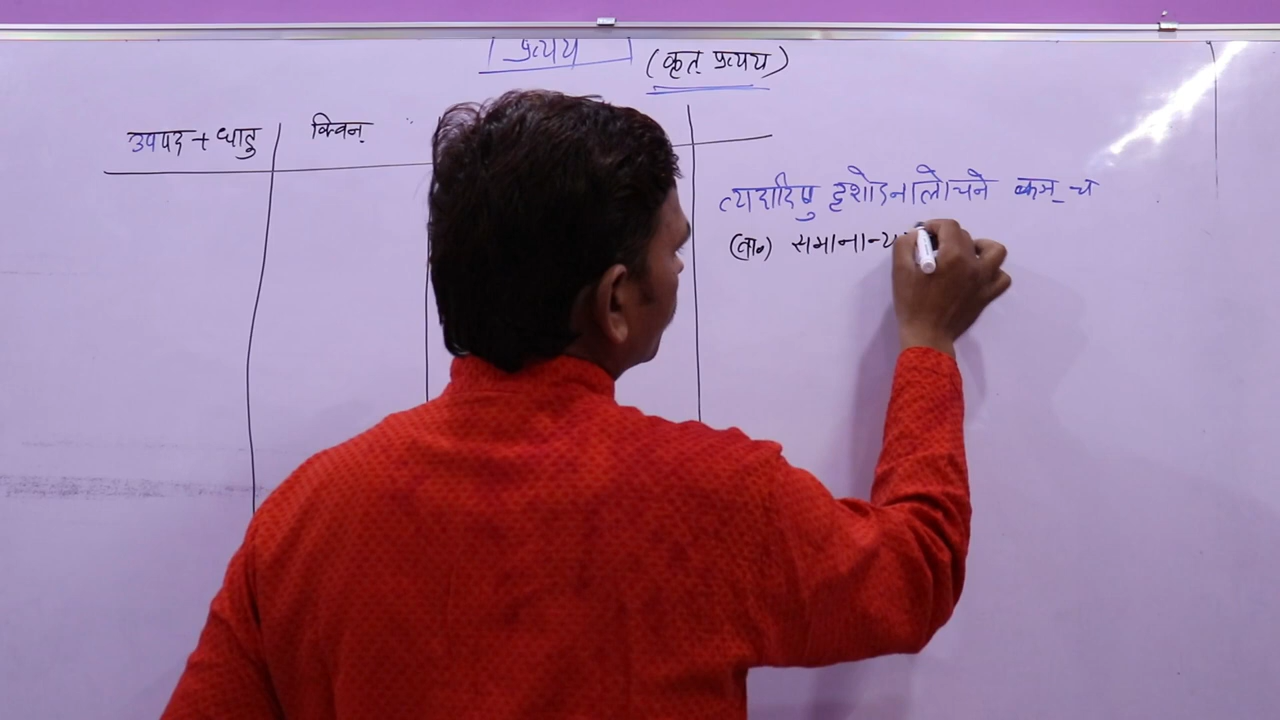 प्रत्यय (कृत् प्रत्यय)
उपपद + धातु क्विन्
त्यदादिषु दृशोऽनालोचने कञ् च
(वा०) समानान्य